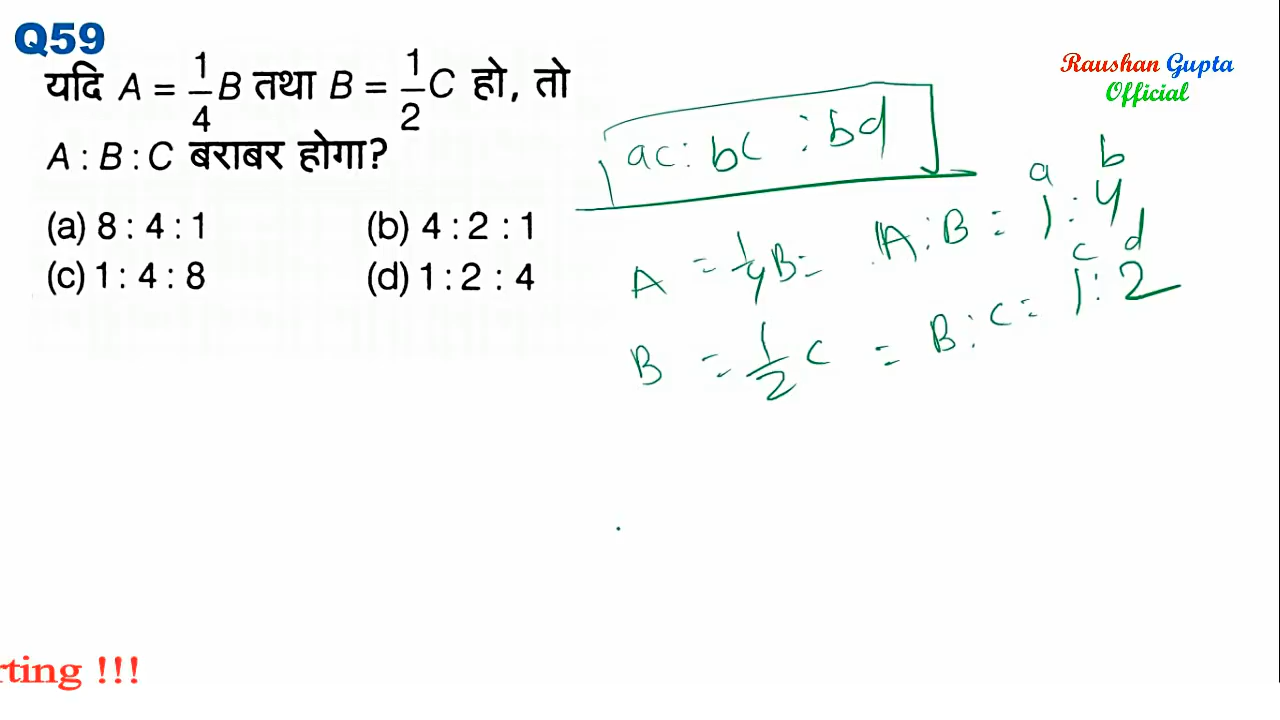 Q59
यदि A = 1/4 B तथा B = 1/2 C हो, तो
A : B : C बराबर होगा?
(a) 8 : 4 : 1 (b) 4 : 2 : 1
(c) 1 : 4 : 8 (d) 1 : 2 : 4
Raushan Gupta
Official
ac : bc : bd
a b
A = 1/4 B = A : B = 1 : 4
c d
B = 1/2 C = B : C = 1 : 2
rting !!!